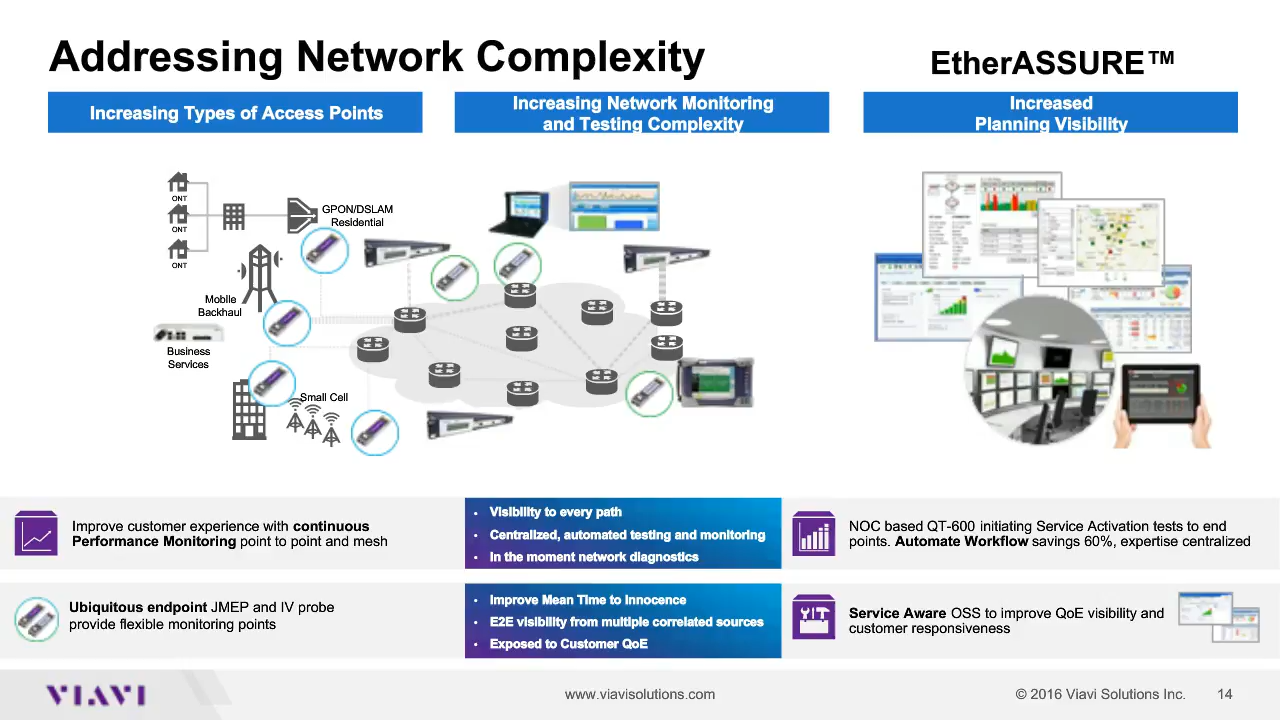 Addressing Network Complexity
EtherASSURE™
Increasing Types of Access Points
Increasing Network Monitoring
and Testing Complexity
Increased
Planning Visibility
ONT
ONT
ONT
GPON/DSLAM
Residential
Mobile
Backhaul
Business
Services
Small Cell
Improve customer experience with continuous
Performance Monitoring point to point and mesh
• Visibility to every path
• Centralized, automated testing and monitoring
• In the moment network diagnostics
NOC based QT-600 initiating Service Activation tests to end
points. Automate Workflow savings 60%, expertise centralized
Ubiquitous endpoint JMEP and IV probe
provide flexible monitoring points
• Improve Mean Time to Innocence
• E2E visibility from multiple correlated sources
• Exposed to Customer QoE
Service Aware OSS to improve QoE visibility and
customer responsiveness
VIAVI
www.viavisolutions.com
© 2016 Viavi Solutions Inc.
14